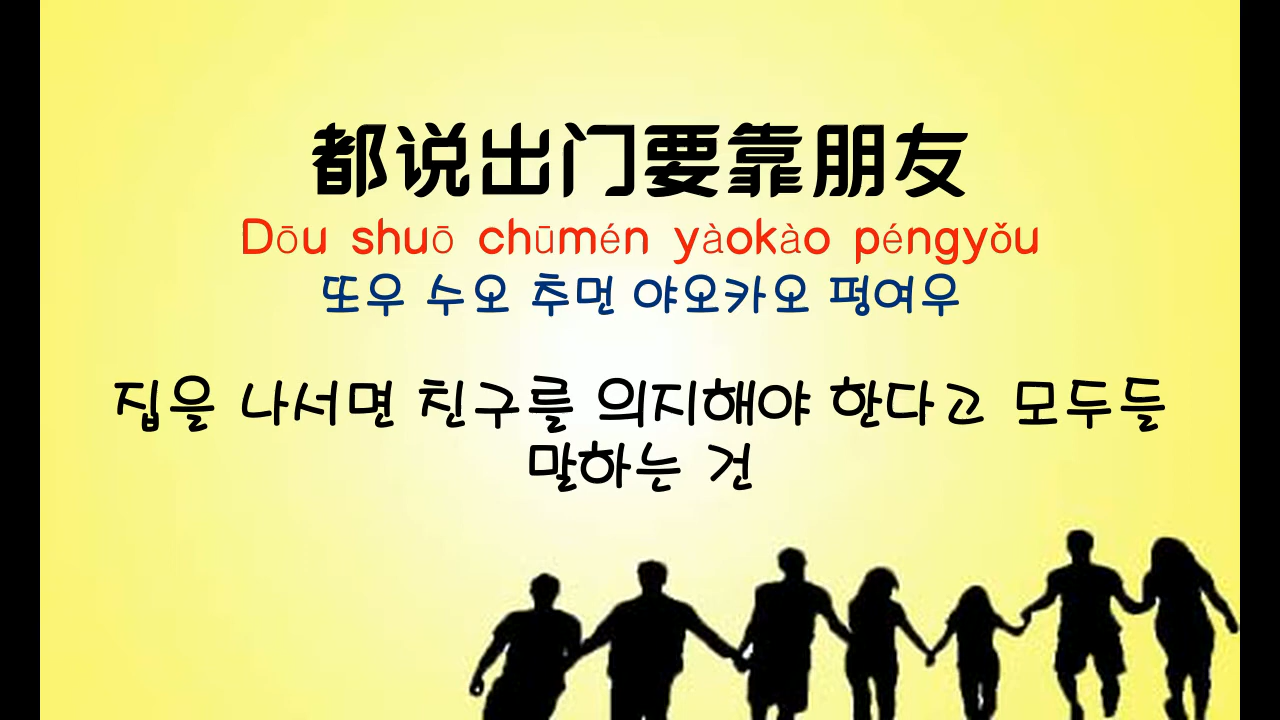 都说出门要靠朋友
Dōu shuō chūmén yàokào péngyǒu
또우 수오 추먼 야오카오 펑여우
집을 나서면 친구를 의지해야 한다고 모두들
말하는 건